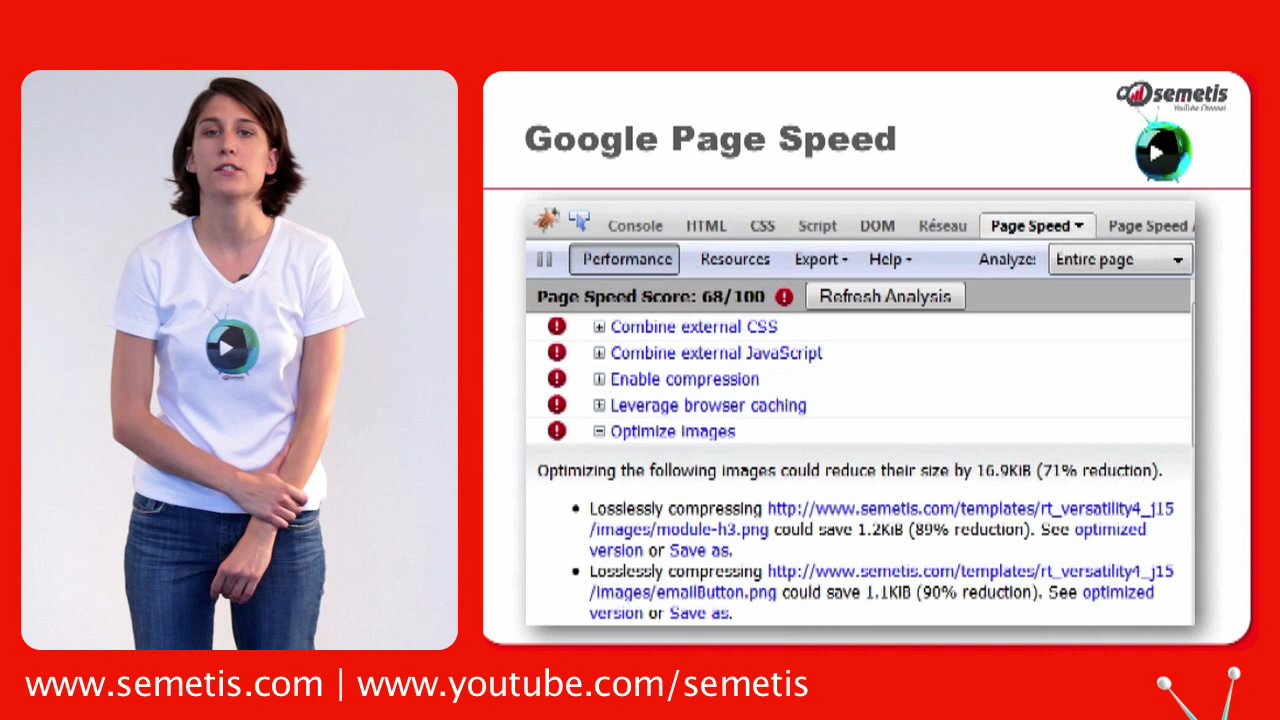 semetis
YouTube Channel
Google Page Speed
Console HTML CSS Script DOM Réseau Page Speed Page Speed
Performance Resources Export Help Analyze: Entire page
Page Speed Score: 68/100 Refresh Analysis
Combine external CSS
Combine external JavaScript
Enable compression
Leverage browser caching
Optimize images
Optimizing the following images could reduce their size by 16.9KiB (71% reduction).
• Losslessly compressing http://www.semetis.com/templates/rt_versatility4_j15
/images/module-h3.png could save 1.2KiB (89% reduction). See optimized
version or Save as.
• Losslessly compressing http://www.semetis.com/templates/rt_versatility4_j15
/images/emailButton.png could save 1.1KiB (90% reduction). See optimized
version or Save as.
semetis
www.semetis.com | www.youtube.com/semetis